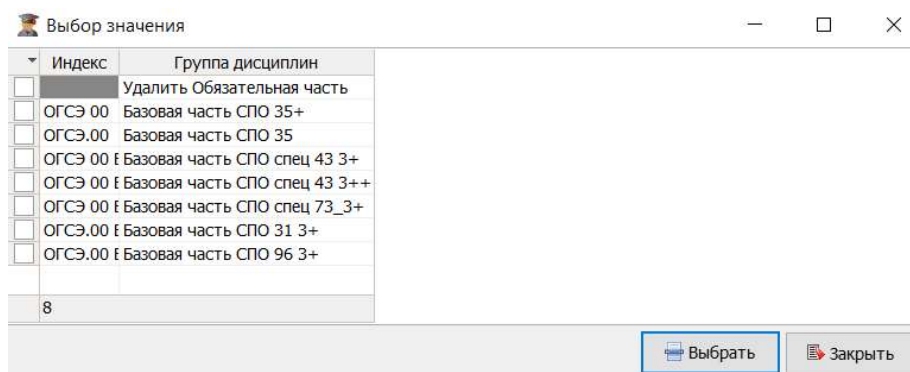 Выбор значения
Индекс Группа дисциплин
Удалить Обязательная часть
ОГСЭ 00 Базовая часть СПО 35+
ОГСЭ.00 Базовая часть СПО 35
ОГСЭ 00 Базовая часть СПО спец 43 3+
ОГСЭ 00 Базовая часть СПО спец 43 3++
ОГСЭ 00 Базовая часть СПО спец 73_3+
ОГСЭ.00 Базовая часть СПО 31 3+
ОГСЭ.00 Базовая часть СПО 96 3+
8
Выбрать Закрыть